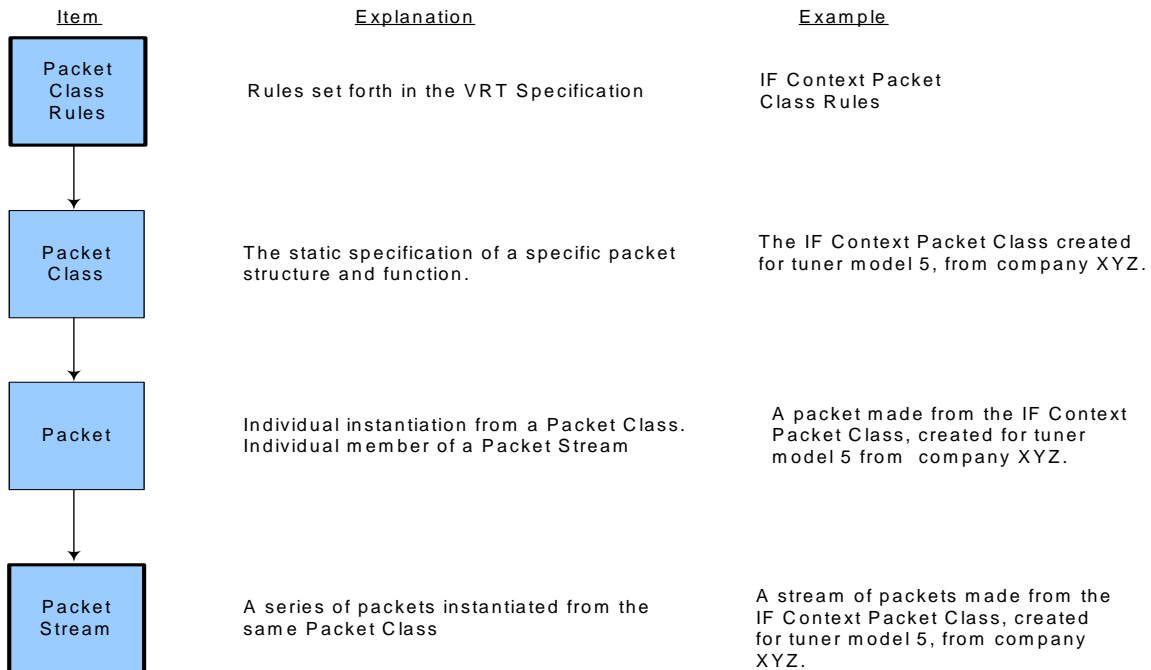 Item Explanation Example
Packet
Class
Rules
Rules set forth in the VRT Specification
IF Context Packet
Class Rules
Packet
Class
The static specification of a specific packet
structure and function.
The IF Context Packet Class created
for tuner model 5, from company XYZ.
Packet
Individual instantiation from a Packet Class.
Individual member of a Packet Stream
A packet made from the IF Context
Packet Class, created for tuner
model 5 from company XYZ.
Packet
Stream
A series of packets instantiated from the
same Packet Class
A stream of packets made from the
IF Context Packet Class, created
for tuner model 5, from company
XYZ.